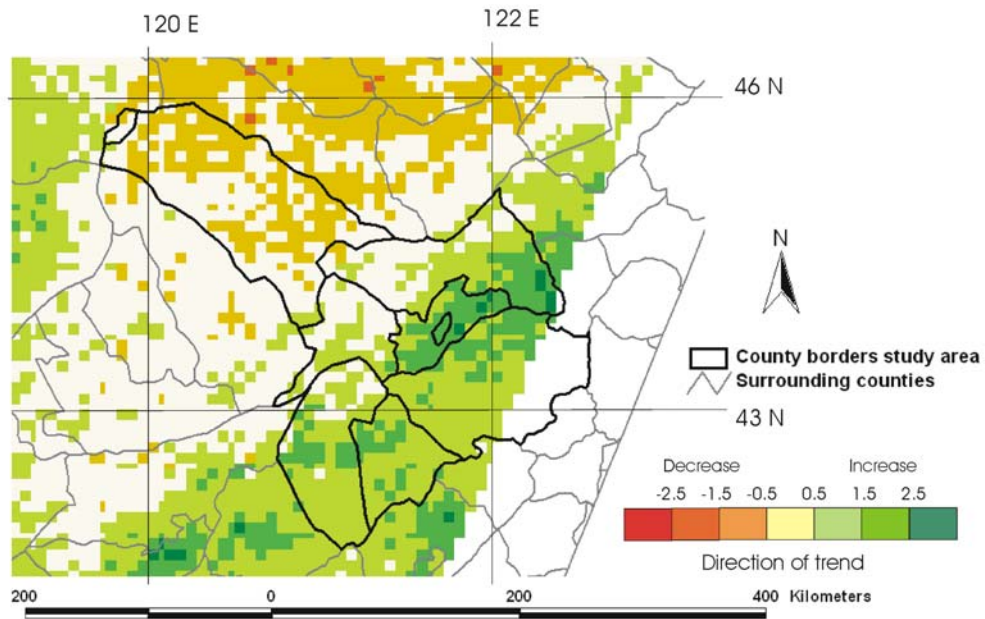 120 E
122 E
46 N
N
County borders study area
Surrounding counties
43 N
Decrease Increase
-2.5 -1.5 -0.5 0.5 1.5 2.5
Direction of trend
200 0 200 400 Kilometers